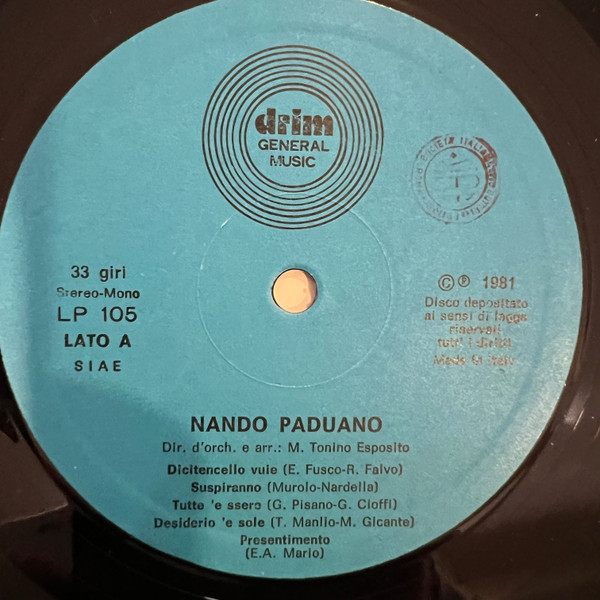 drim
GENERAL
MUSIC
33 giri
Stereo-Mono
LP 105
LATO A
SIAE
© ℗ 1981
Disco depositato
ai sensi di legge
riservati
tutti i diritti
Made in Italy
NANDO PADUANO
Dir. d'orch. e arr.: M. Tonino Esposito
Dicitencello vuie (E. Fusco-R. Falvo)
Suspiranno (Murolo-Nardella)
Tutte 'e ssere (G. Pisano-G. Cioffi)
Desiderio 'e sole (T. Manlio-M. Gicante)
Presentimento
(E.A. Mario)